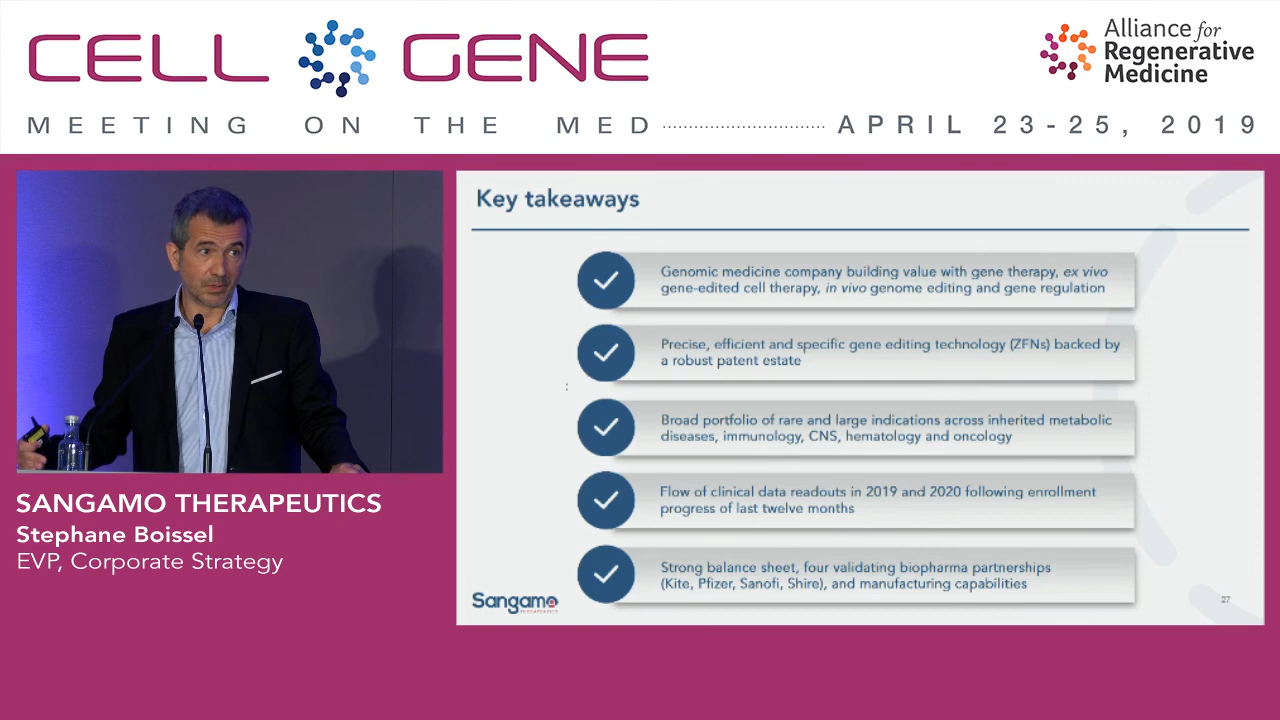 CELL GENE
Alliance for
Regenerative
Medicine
MEETING ON THE MED APRIL 23-25, 2019
Key takeaways
Genomic medicine company building value with gene therapy, ex vivo
gene-edited cell therapy, in vivo genome editing and gene regulation
Precise, efficient and specific gene editing technology (ZFNs) backed by
a robust patent estate
Broad portfolio of rare and large indications across inherited metabolic
diseases, immunology, CNS, hematology and oncology
Flow of clinical data readouts in 2019 and 2020 following enrollment
progress of last twelve months
Strong balance sheet, four validating biopharma partnerships
(Kite, Pfizer, Sanofi, Shire), and manufacturing capabilities
Sangamo
27
SANGAMO THERAPEUTICS
Stephane Boissel
EVP, Corporate Strategy